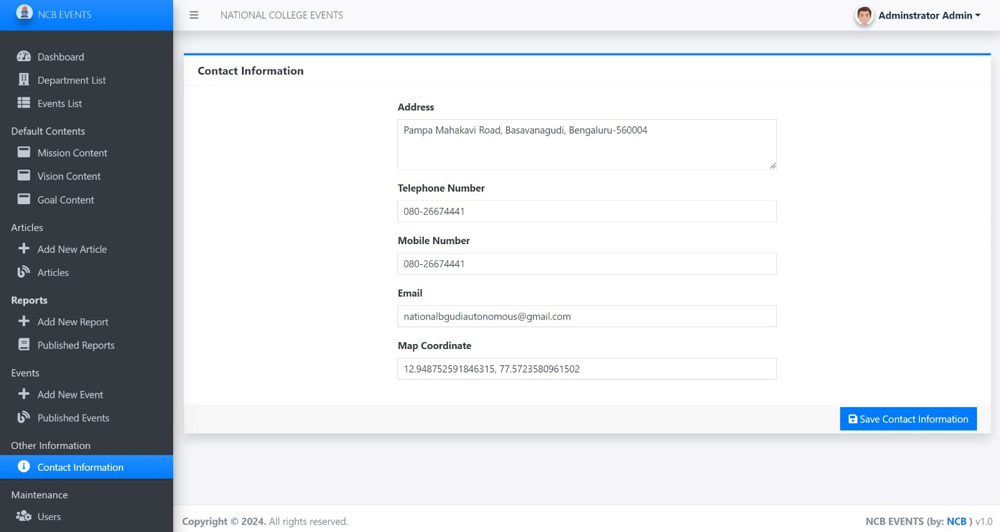 NCB EVENTS
NATIONAL COLLEGE EVENTS
Adminstrator Admin
Dashboard
Department List
Events List
Default Contents
Mission Content
Vision Content
Goal Content
Articles
Add New Article
Articles
Reports
Add New Report
Published Reports
Events
Add New Event
Published Events
Other Information
Contact Information
Maintenance
Users
Contact Information
Address
Pampa Mahakavi Road, Basavanagudi, Bengaluru-560004
Telephone Number
080-26674441
Mobile Number
080-26674441
Email
nationalbgudiautonomous@gmail.com
Map Coordinate
12.948752591846315, 77.5723580961502
Save Contact Information
Copyright © 2024. All rights reserved.
NCB EVENTS (by: NCB ) v1.0